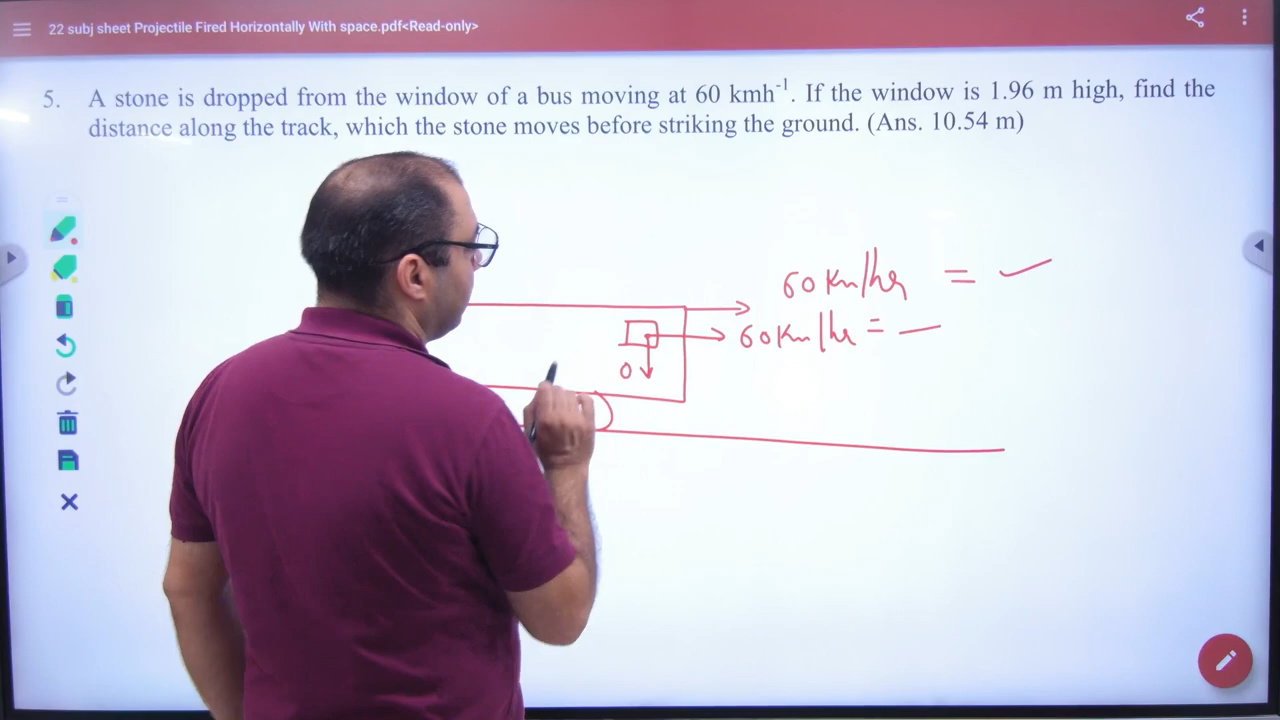 22 subj sheet Projectile Fired Horizontally With space.pdf<Read-only>
5. A stone is dropped from the window of a bus moving at 60 kmh⁻¹. If the window is 1.96 m high, find the
distance along the track, which the stone moves before striking the ground. (Ans. 10.54 m)
60 Km/hr =
60 Km/hr =
0